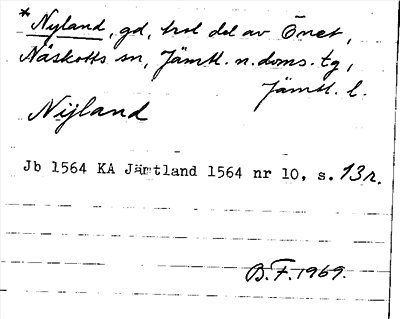 * Nyland, gd, trol del av Önet,
Näskotts sn, Jämtl. n. doms. tg,
Jämtl. l.
Nijland
Jb 1564 KA Jämtland 1564 nr 10, s. 13r.
B.F. 1969.